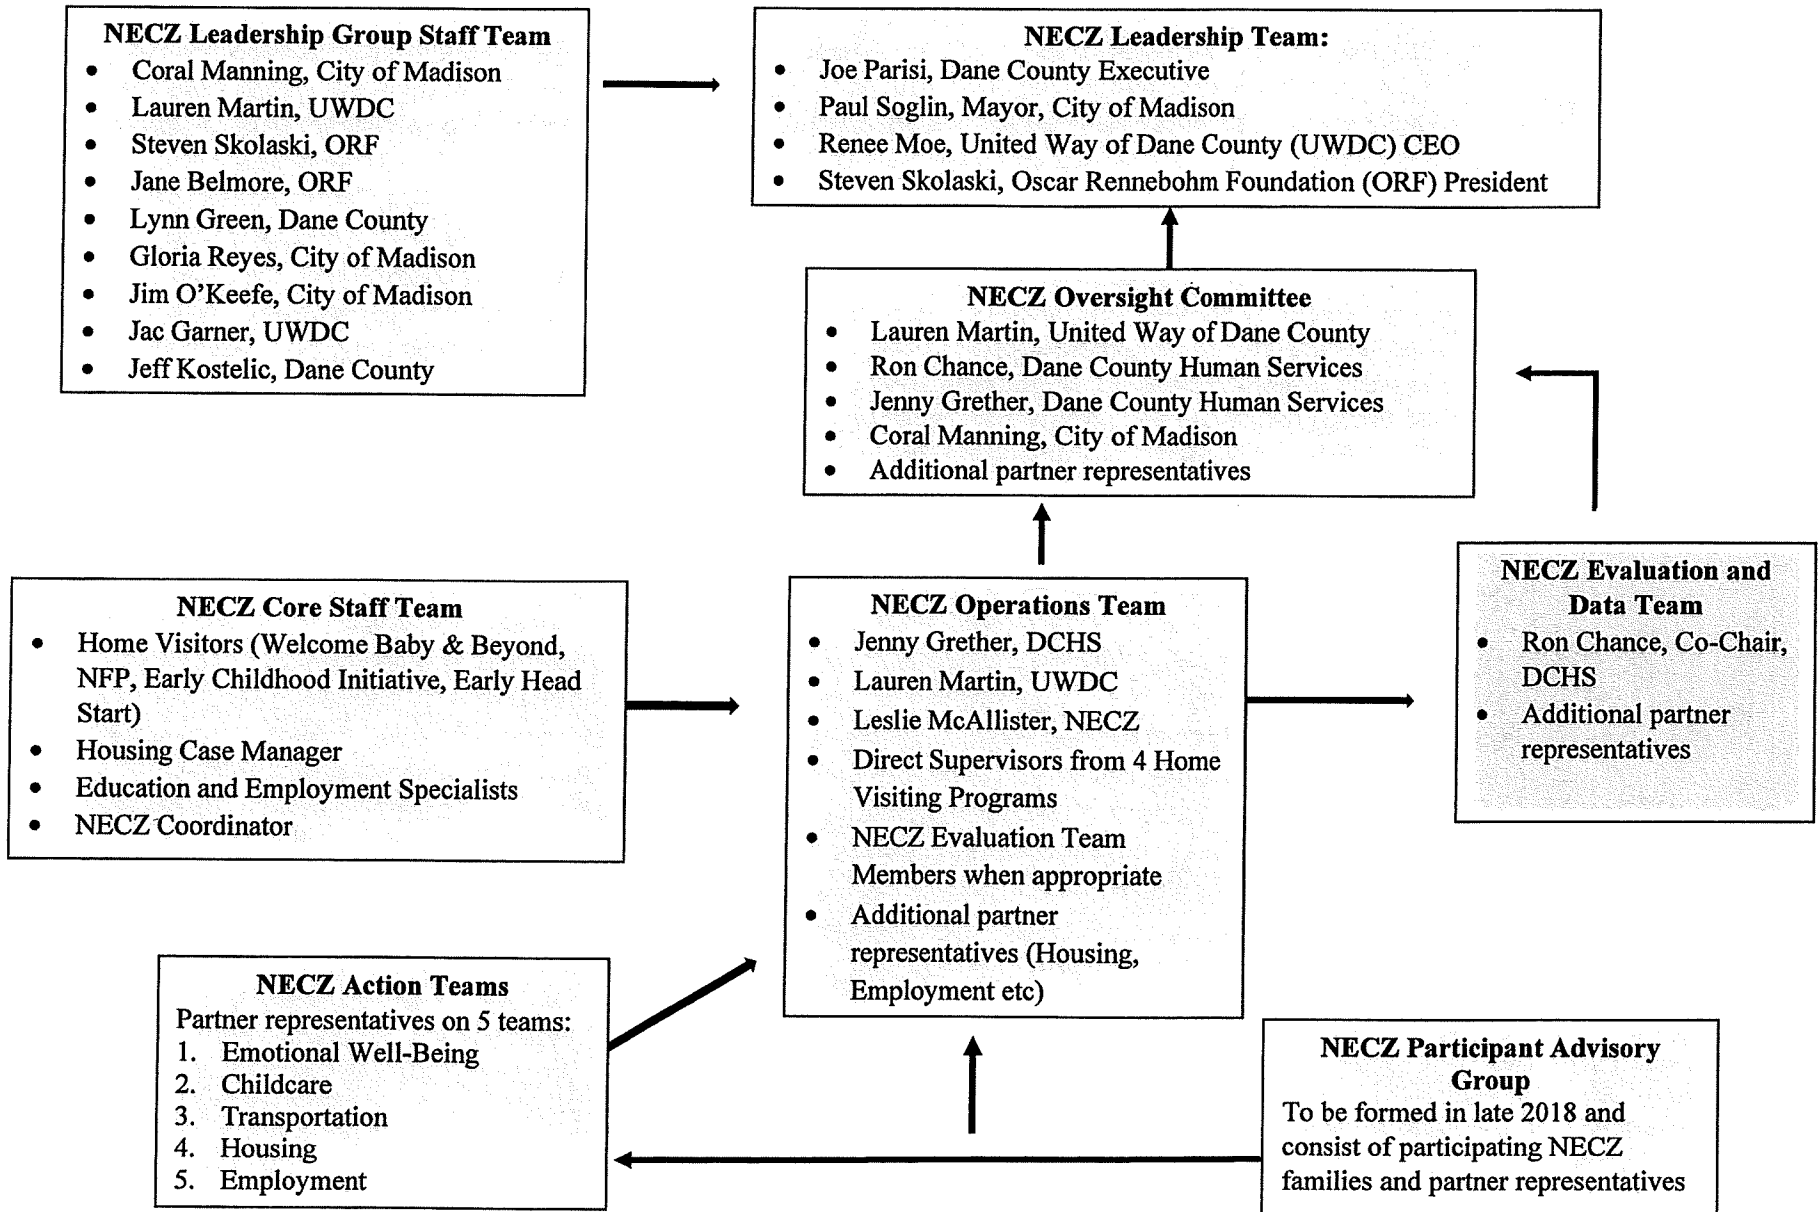 NECZ Leadership Group Staff Team
• Coral Manning, City of Madison
• Lauren Martin, UWDC
• Steven Skolaski, ORF
• Jane Belmore, ORF
• Lynn Green, Dane County
• Gloria Reyes, City of Madison
• Jim O’Keefe, City of Madison
• Jac Garner, UWDC
• Jeff Kostelic, Dane County
NECZ Leadership Team:
• Joe Parisi, Dane County Executive
• Paul Soglin, Mayor, City of Madison
• Renee Moe, United Way of Dane County (UWDC) CEO
• Steven Skolaski, Oscar Rennebohm Foundation (ORF) President
NECZ Oversight Committee
• Lauren Martin, United Way of Dane County
• Ron Chance, Dane County Human Services
• Jenny Grether, Dane County Human Services
• Coral Manning, City of Madison
• Additional partner representatives
NECZ Core Staff Team
• Home Visitors (Welcome Baby & Beyond,
NFP, Early Childhood Initiative, Early Head
Start)
• Housing Case Manager
• Education and Employment Specialists
• NECZ Coordinator
NECZ Operations Team
• Jenny Grether, DCHS
• Lauren Martin, UWDC
• Leslie McAllister, NECZ
• Direct Supervisors from 4 Home
Visiting Programs
• NECZ Evaluation Team
Members when appropriate
• Additional partner
representatives (Housing,
Employment etc)
NECZ Evaluation and
Data Team
• Ron Chance, Co-Chair,
DCHS
• Additional partner
representatives
NECZ Action Teams
Partner representatives on 5 teams:
1. Emotional Well-Being
2. Childcare
3. Transportation
4. Housing
5. Employment
NECZ Participant Advisory
Group
To be formed in late 2018 and
consist of participating NECZ
families and partner representatives